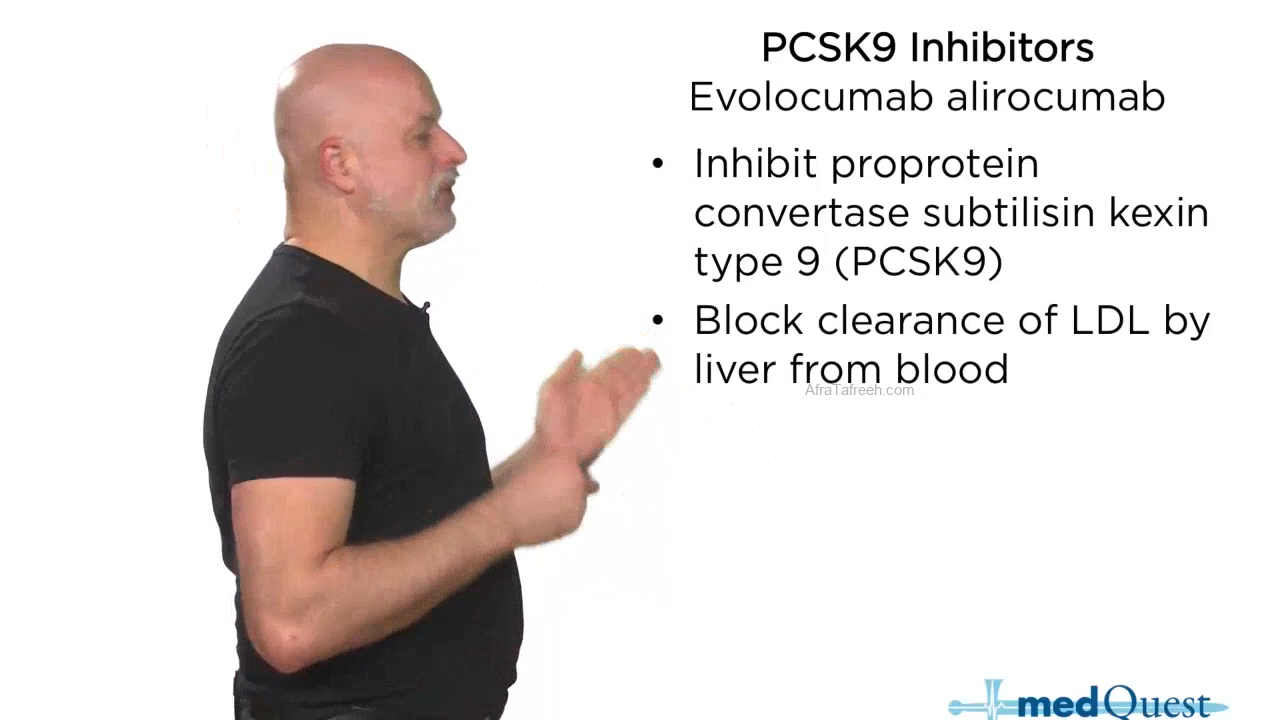 PCSK9 Inhibitors
Evolocumab alirocumab
• Inhibit proprotein
convertase subtilisin kexin
type 9 (PCSK9)
• Block clearance of LDL by
liver from blood
AfraTafreeh.com
medQuest